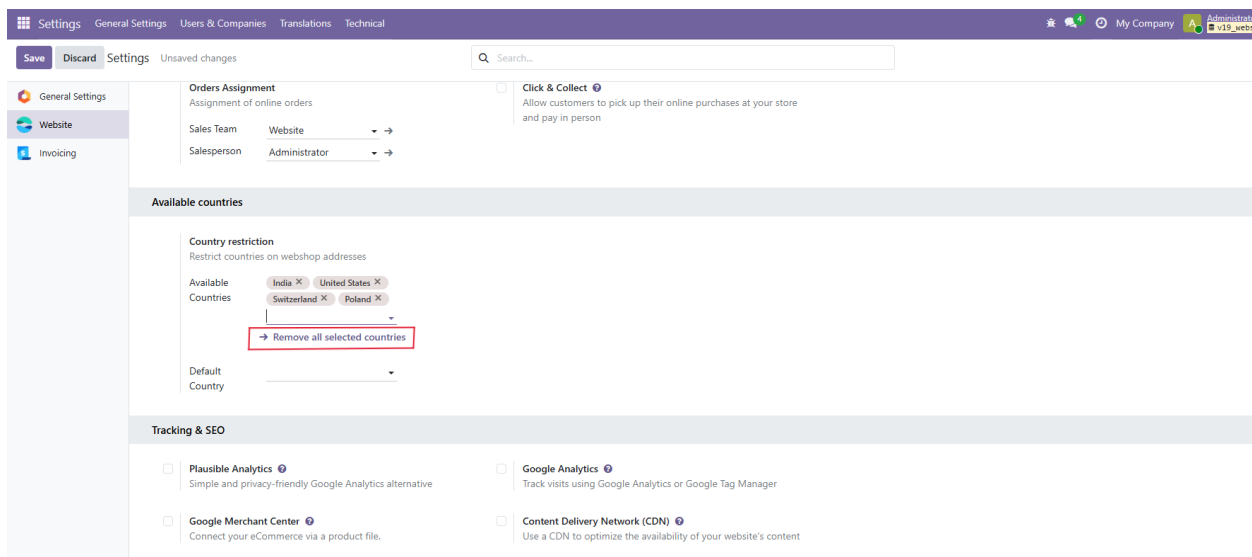 Settings General Settings Users & Companies Translations Technical 4 My Company A Administrat
v19_webs
Save Discard Settings Unsaved changes Search...
General Settings
Website
Invoicing
Orders Assignment
Assignment of online orders
Sales Team Website
Salesperson Administrator
Click & Collect ?
Allow customers to pick up their online purchases at your store
and pay in person
Available countries
Country restriction
Restrict countries on webshop addresses
Available India × United States ×
Countries Switzerland × Poland ×
→ Remove all selected countries
Default
Country
Tracking & SEO
Plausible Analytics ?
Simple and privacy-friendly Google Analytics alternative
Google Analytics ?
Track visits using Google Analytics or Google Tag Manager
Google Merchant Center ?
Connect your eCommerce via a product file.
Content Delivery Network (CDN) ?
Use a CDN to optimize the availability of your website's content